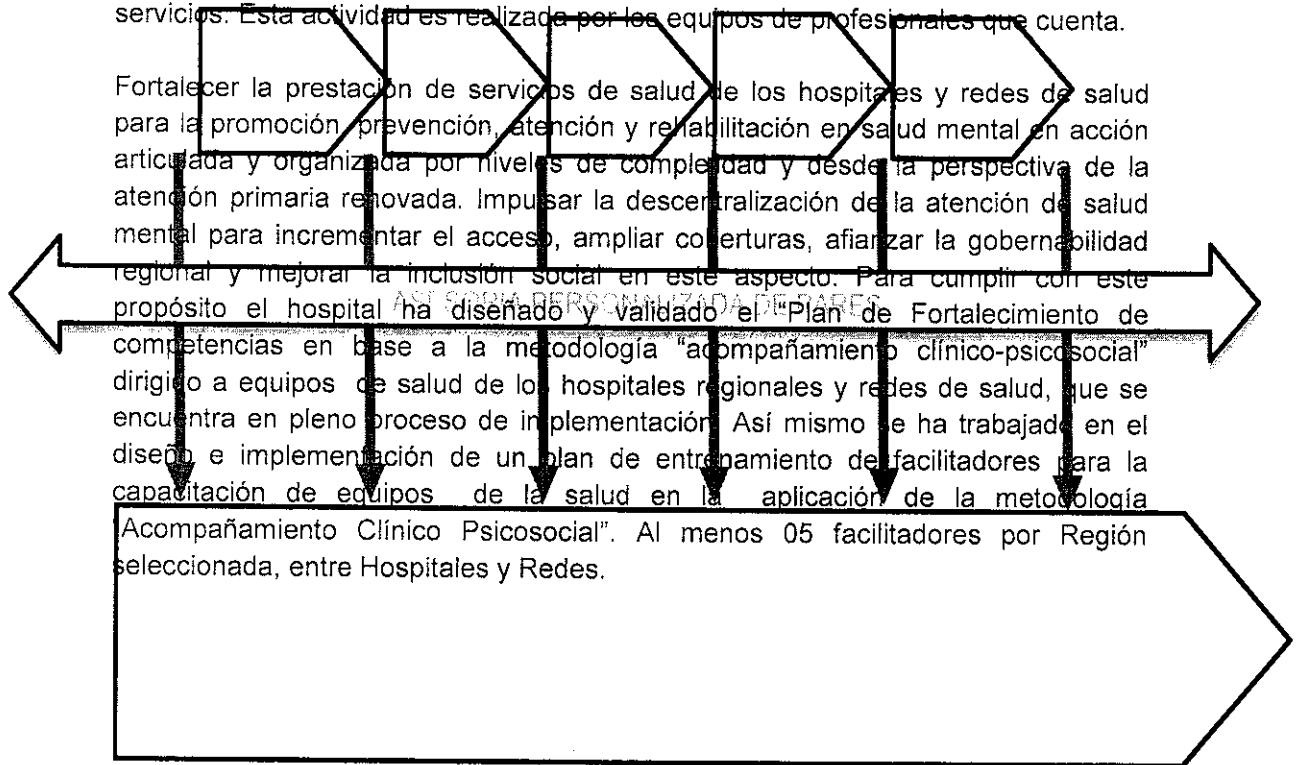 servicios. Esta actividad es realizada por los equipos de profesionales que cuenta.
Fortalecer la prestación de servicios de salud de los hospitales y redes de salud
para la promoción, prevención, atención y rehabilitación en salud mental en acción
articulada y organizada por niveles de complejidad y desde la perspectiva de la
atención primaria renovada. Impulsar la descentralización de la atención de salud
mental para incrementar el acceso, ampliar coberturas, afianzar la gobernabilidad
regional y mejorar la inclusión social en este aspecto. Para cumplir con este
ASESORIA PERSONALIZADA DE PARES
propósito el hospital ha diseñado y validado el "Plan de Fortalecimiento de
competencias en base a la metodología "acompañamiento clínico-psicosocial"
dirigido a equipos de salud de los hospitales regionales y redes de salud, que se
encuentra en pleno proceso de implementación. Así mismo se ha trabajado en el
diseño e implementación de un plan de entrenamiento de facilitadores para la
capacitación de equipos de la salud en la aplicación de la metodología
"Acompañamiento Clínico Psicosocial". Al menos 05 facilitadores por Región
seleccionada, entre Hospitales y Redes.